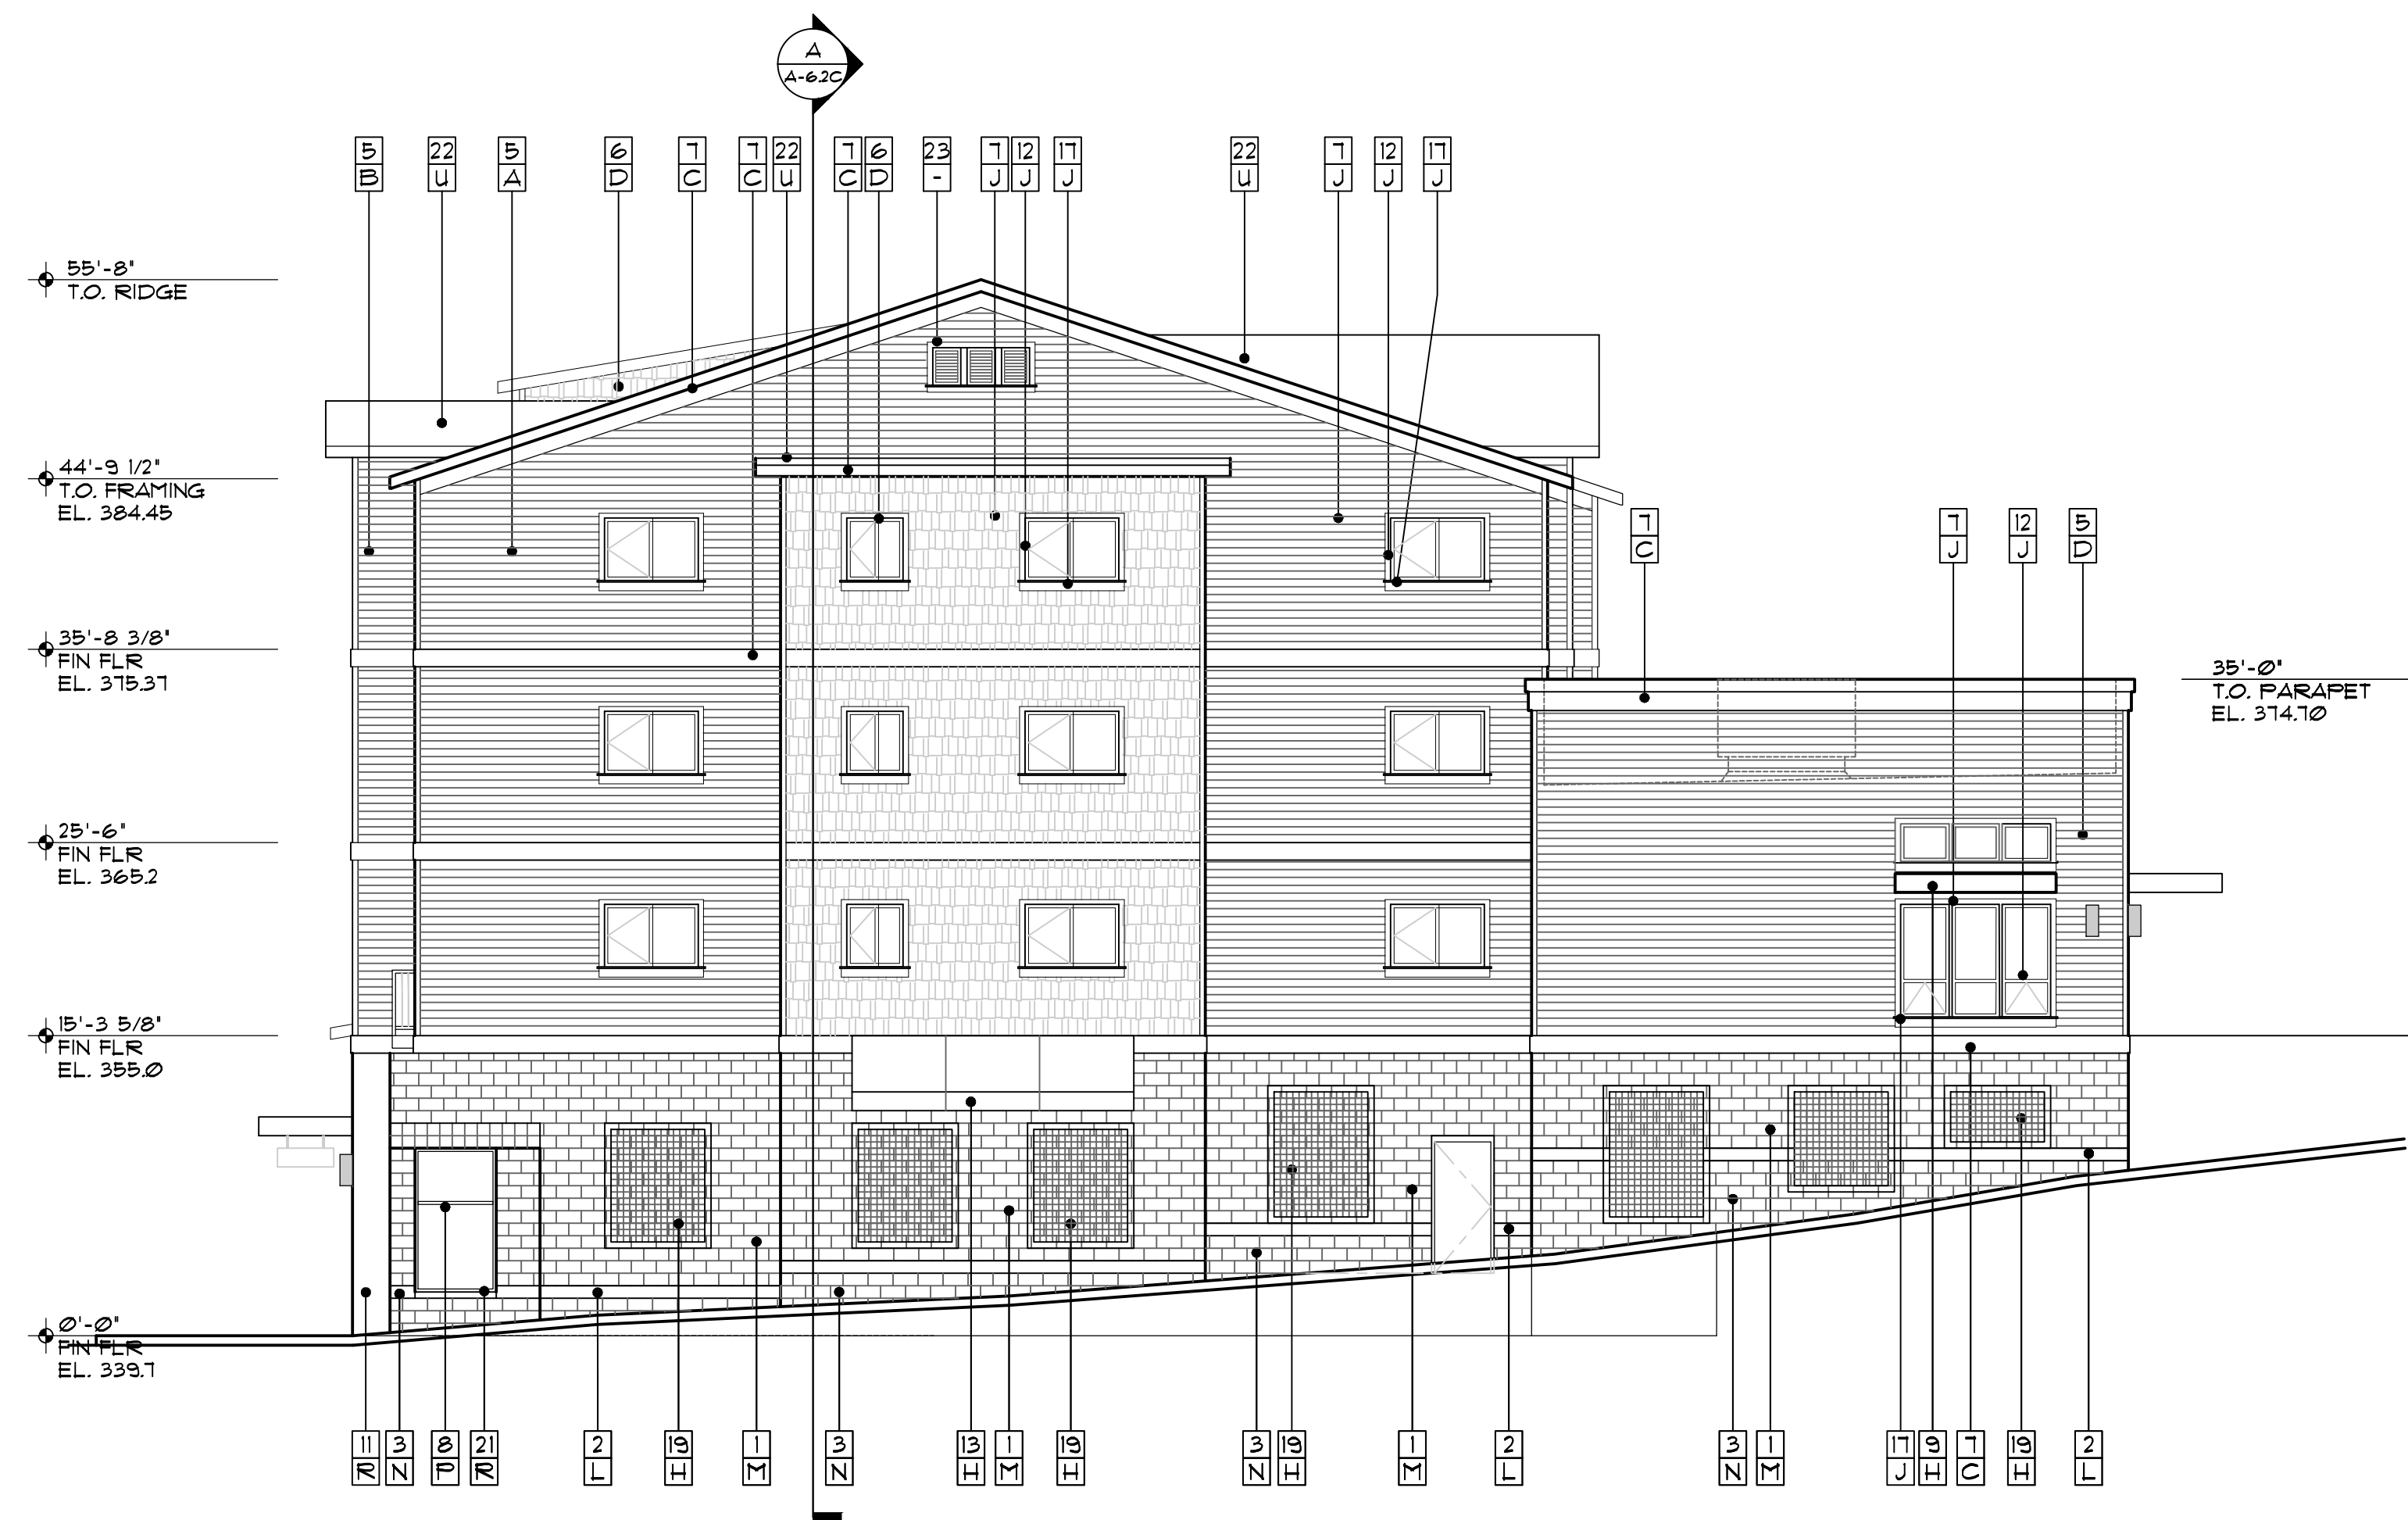 A
A-6.2C
5
B
22
U
5
A
6
D
7
C
7
C
22
U
7
C
6
D
23
-
7
J
12
J
17
J
22
U
7
J
12
J
17
J
55'-8"
T.O. RIDGE
44'-9 1/2"
T.O. FRAMING
EL. 384.45
7
C
7
J
12
J
5
D
35'-8 3/8"
FIN FLR
EL. 375.37
35'-0"
T.O. PARAPET
EL. 374.70
25'-6"
FIN FLR
EL. 365.2
15'-3 5/8"
FIN FLR
EL. 355.0
0'-0"
FIN FLR
EL. 339.7
11
R
3
N
8
P
21
R
2
L
19
H
1
M
3
N
13
H
1
M
19
H
3
N
19
H
1
M
2
L
3
N
1
M
17
J
9
H
7
C
19
H
2
L